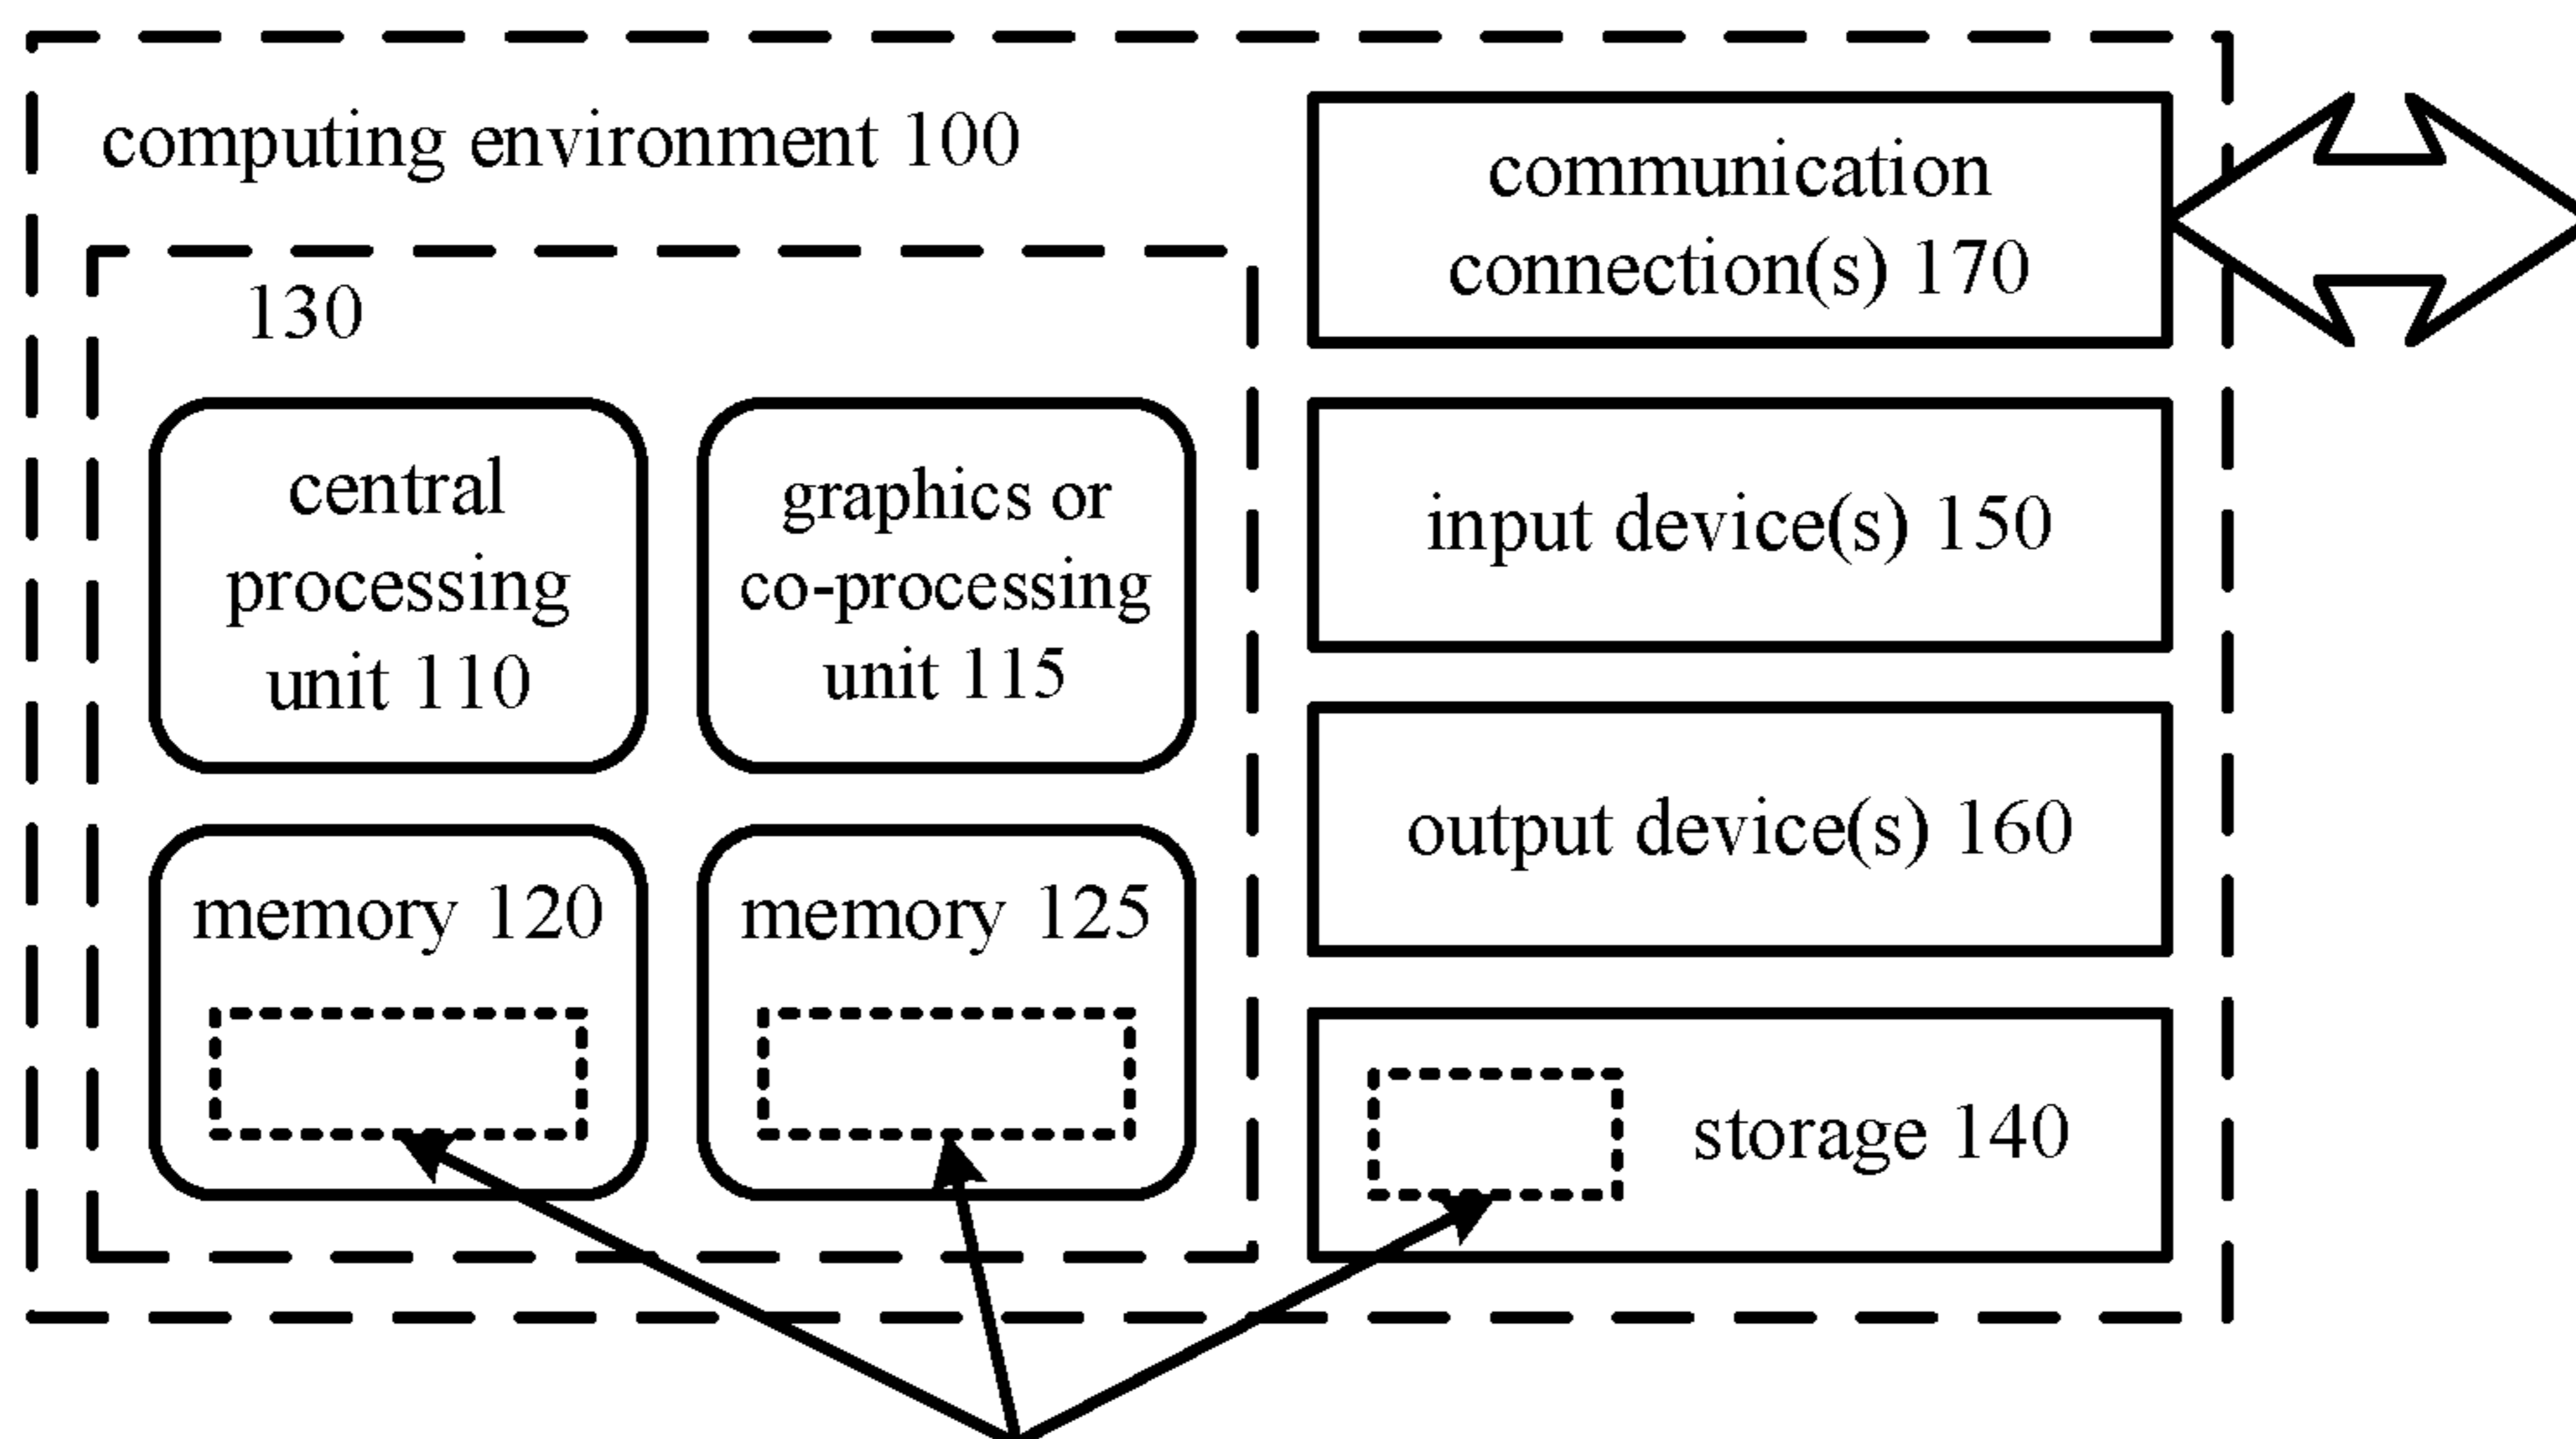 computing environment 100
130
central
processing
unit 110
graphics or
co-processing
unit 115
memory 120
memory 125
communication
connection(s) 170
input device(s) 150
output device(s) 160
storage 140